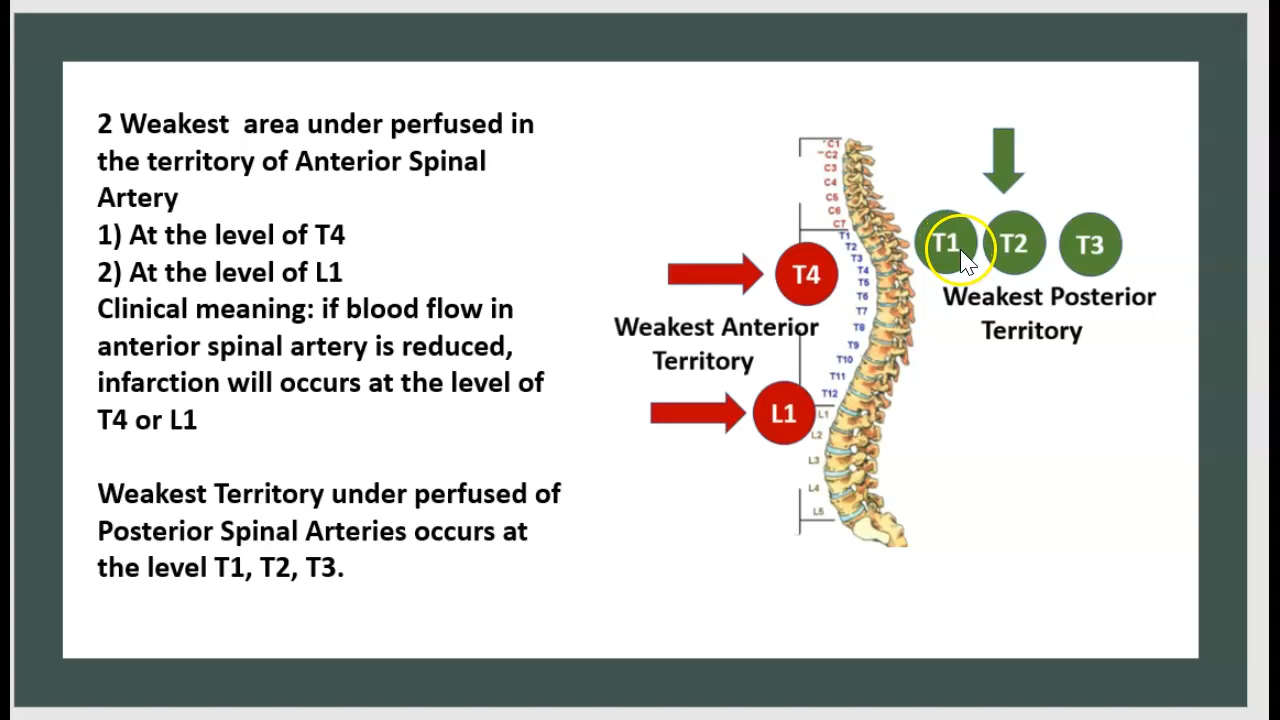 2 Weakest  area under perfused in
the territory of Anterior Spinal
Artery
1) At the level of T4
2) At the level of L1
Clinical meaning: if blood flow in
anterior spinal artery is reduced,
infarction will occurs at the level of
T4 or L1
Weakest Territory under perfused of
Posterior Spinal Arteries occurs at
the level T1, T2, T3.
T4
Weakest Anterior
Territory
L1
C1
C2
C3
C4
C5
C6
C7
T1
T2
T3
T4
T5
T6
T7
T8
T9
T10
T11
T12
L1
L2
L3
L4
L5
T1 T2 T3
Weakest Posterior
Territory